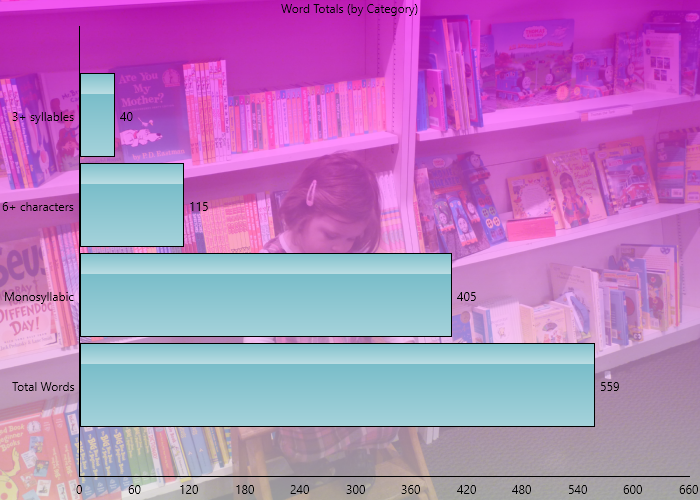 Word Totals (by Category)
3+ syllables
40
6+ characters
115
Monosyllabic
405
Total Words
559
0 60 120 180 240 300 360 420 480 540 600 660
Are You
My
Mother?
DAY!